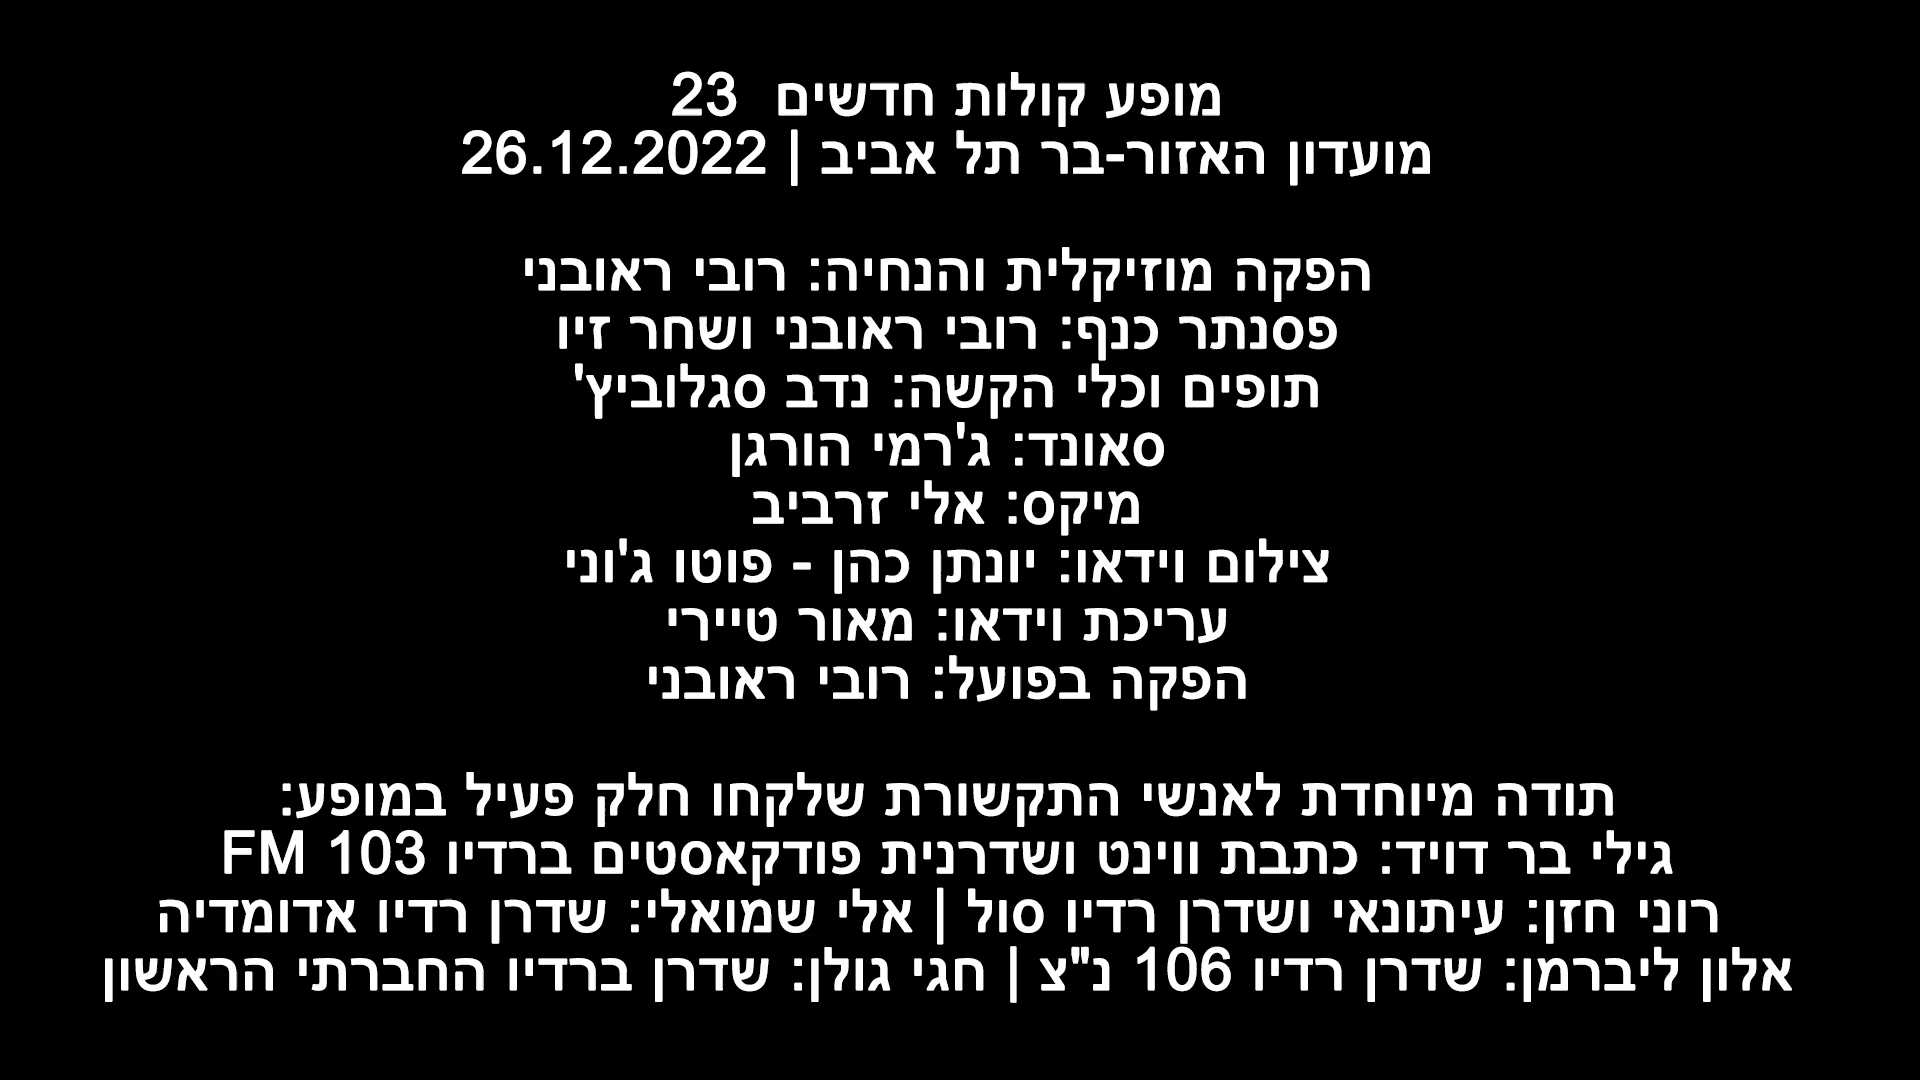 מופע קולות חדשים 23
מועדון האזור-בר תל אביב | 26.12.2022
הפקה מוזיקלית והנחיה: רובי ראובני
פסנתר כנף: רובי ראובני ושחר זיו
תופים וכלי הקשה: נדב סגלוביץ'
סאונד: ג'רמי הורגן
מיקס: אלי זרביב
צילום וידאו: יונתן כהן - פוטו ג'וני
עריכת וידאו: מאור טיירי
הפקה בפועל: רובי ראובני
תודה מיוחדת לאנשי התקשורת שלקחו חלק פעיל במופע:
גילי בר דויד: כתבת ווינט ושדרנית פודקאסטים ברדיו 103 FM
רוני חזן: עיתונאי ושדרן רדיו סול | אלי שמואלי: שדרן רדיו אדומדיה
אלון ליברמן: שדרן רדיו 106 נ"צ | חגי גולן: שדרן ברדיו החברתי הראשון